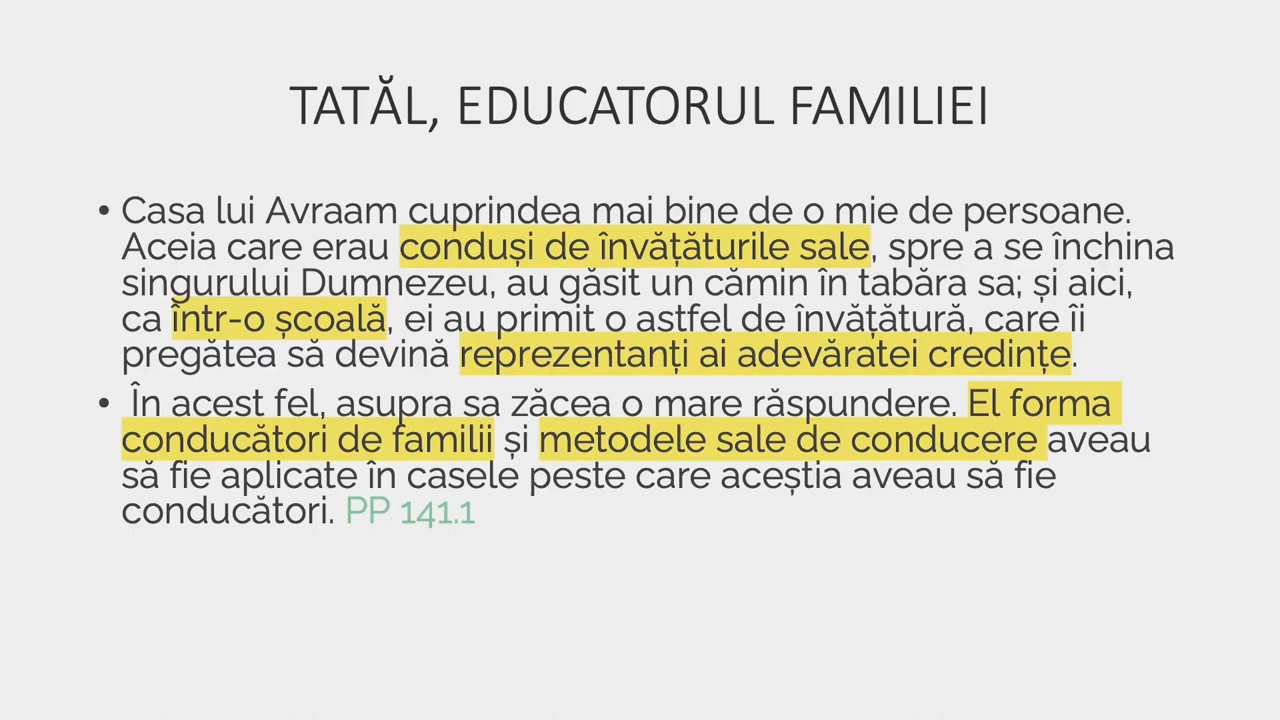 TATĂL, EDUCATORUL FAMILIEI
• Casa lui Avraam cuprindea mai bine de o mie de persoane.
Aceia care erau conduși de învățăturile sale, spre a se închina
singurului Dumnezeu, au găsit un cămin în tabăra sa; și aici,
ca într-o școală, ei au primit o astfel de învățătură, care îi
pregătea să devină reprezentanți ai adevăratei credințe.
• În acest fel, asupra sa zăcea o mare răspundere. El forma
conducători de familii și metodele sale de conducere aveau
să fie aplicate în casele peste care aceștia aveau să fie
conducători. PP 141.1